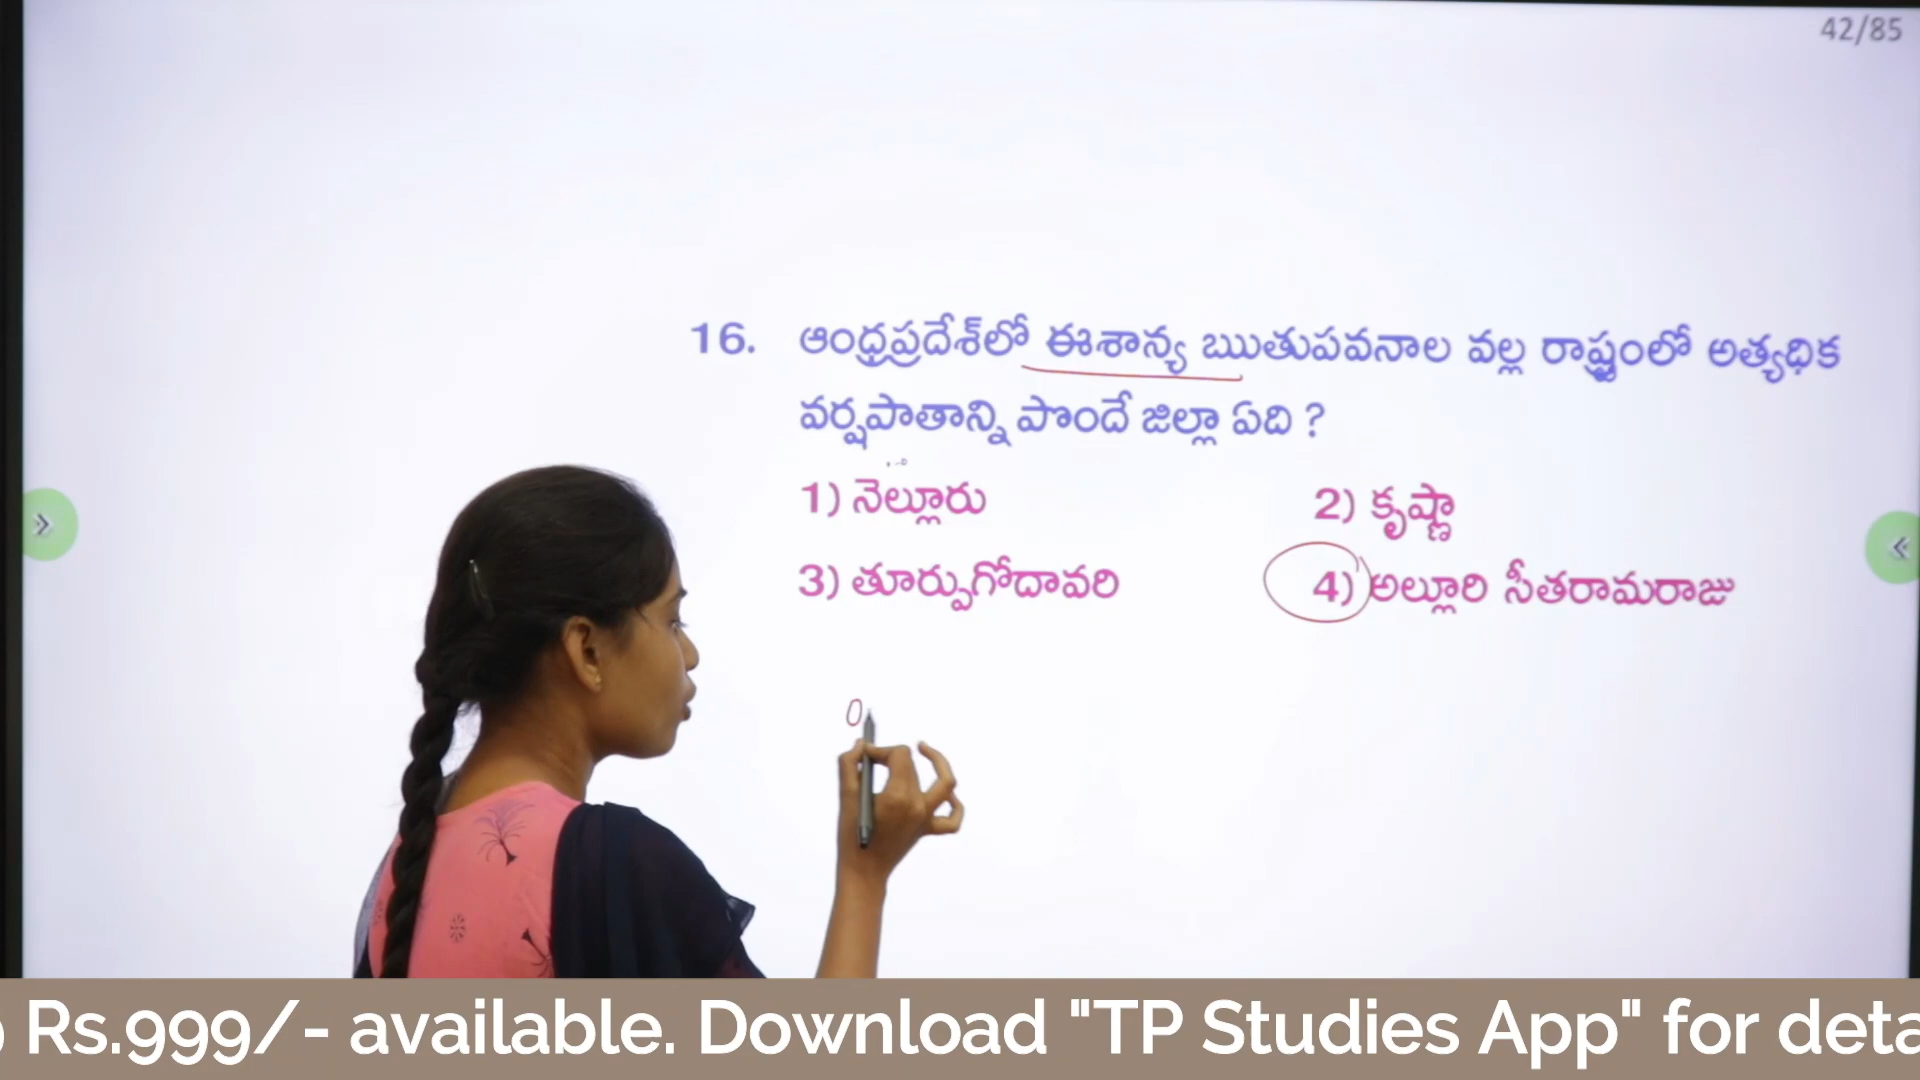 42/85
16. ఆంధ్రప్రదేశ్‌లో ఈశాన్య ఋతుపవనాల వల్ల రాష్ట్రంలో అత్యధిక
వర్షపాతాన్ని పొందే జిల్లా ఏది ?
1) నెల్లూరు 2) కృష్ణా
3) తూర్పుగోదావరి 4) అల్లూరి సీతరామరాజు
Rs.999/- available. Download "TP Studies App" for deta